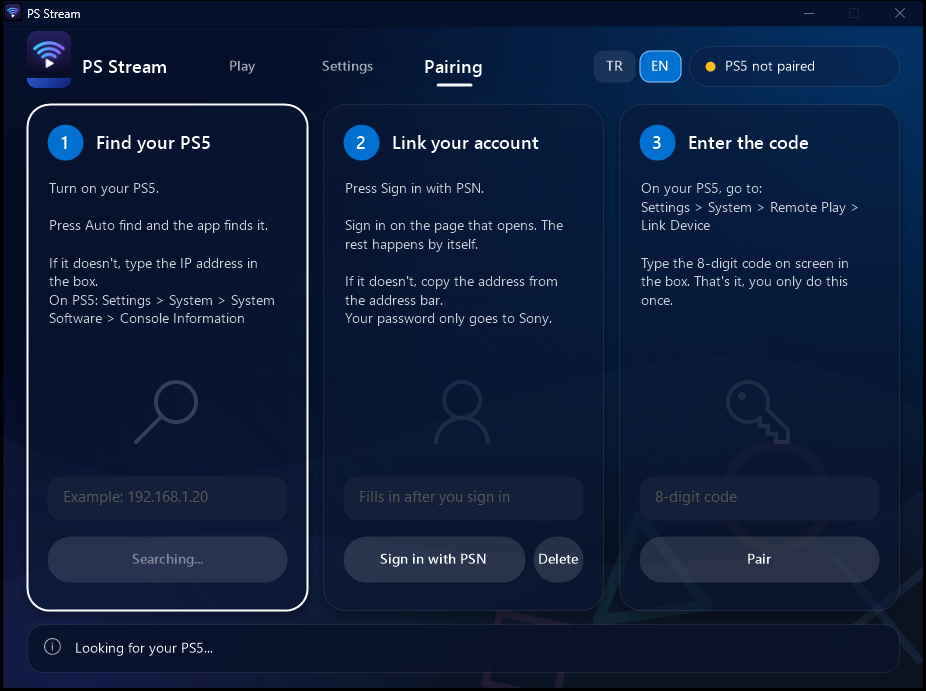 PS Stream
PS Stream
Play
Settings
Pairing
TR
EN
PS5 not paired
1
Find your PS5
Turn on your PS5.
Press Auto find and the app finds it.
If it doesn't, type the IP address in
the box.
On PS5: Settings > System > System
Software > Console Information
Example: 192.168.1.20
Searching...
2
Link your account
Press Sign in with PSN.
Sign in on the page that opens. The
rest happens by itself.
If it doesn't, copy the address from
the address bar.
Your password only goes to Sony.
Fills in after you sign in
Sign in with PSN
Delete
3
Enter the code
On your PS5, go to:
Settings > System > Remote Play >
Link Device
Type the 8-digit code on screen in
the box. That's it, you only do this
once.
8-digit code
Pair
Looking for your PS5...